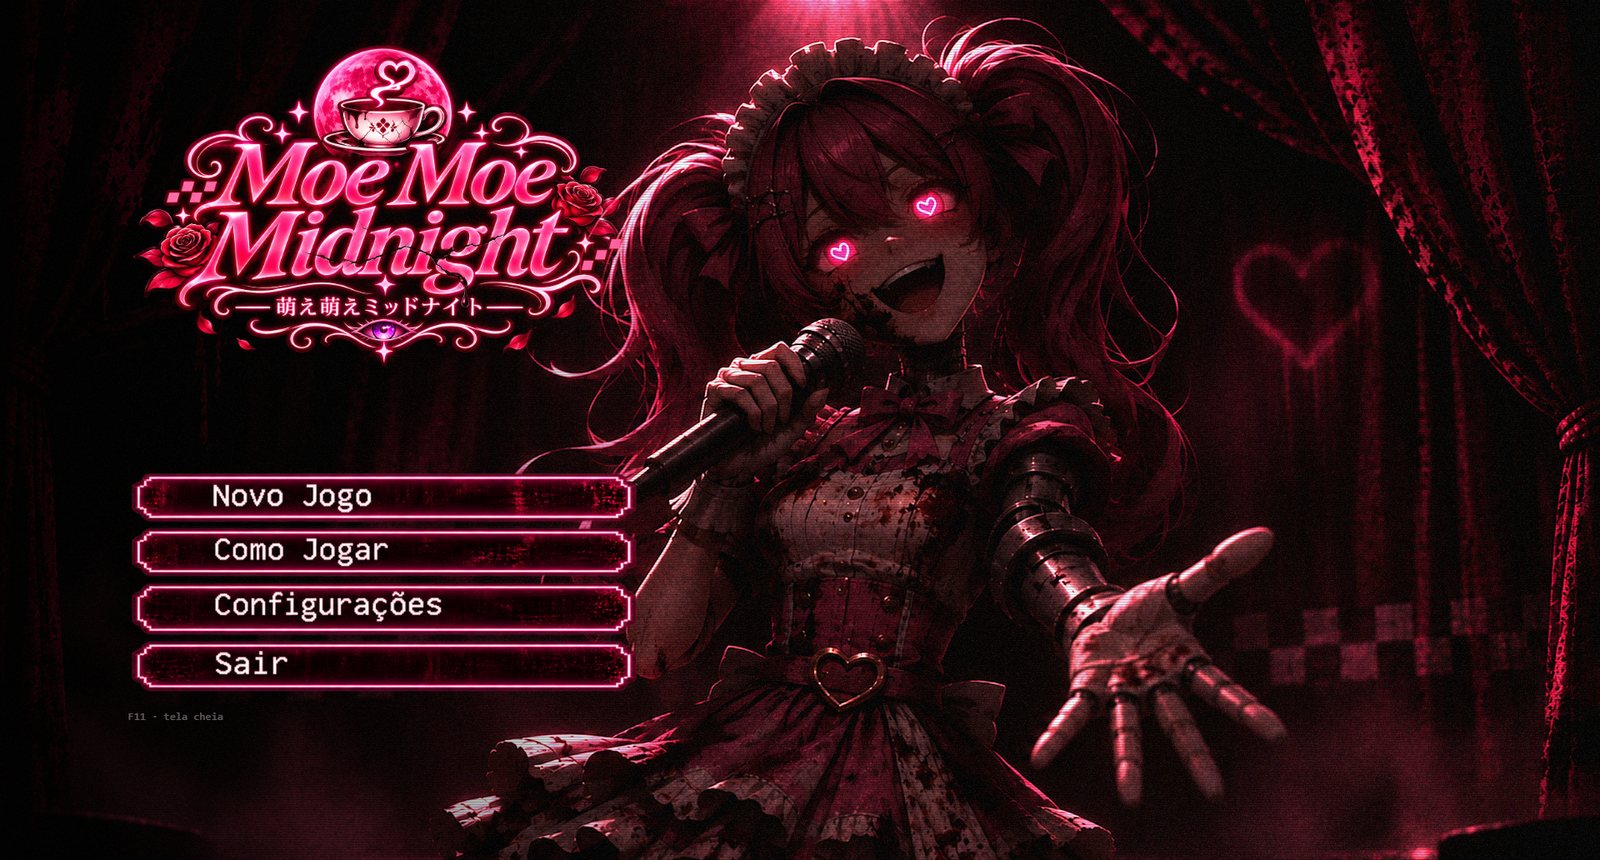 Moe Moe
Midnight
萌え萌えミッドナイト
Novo Jogo
Como Jogar
Configurações
Sair
F11 - tela cheia